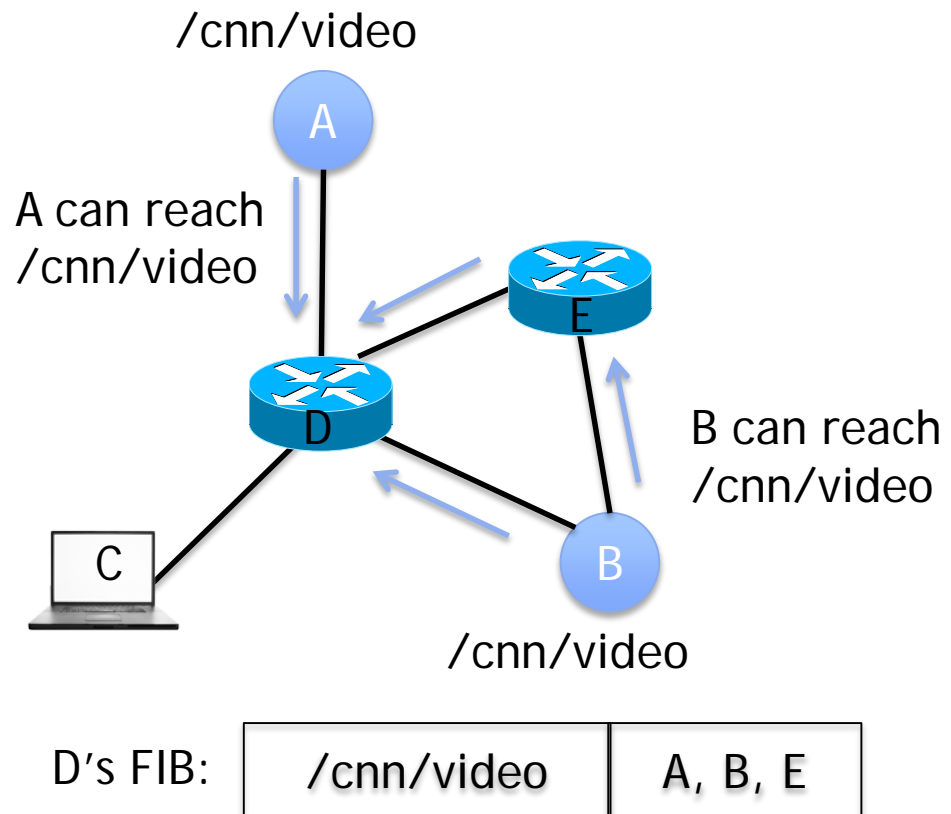 /cnn/video
A
A can reach
/cnn/video
E
D
B can reach
/cnn/video
C
B
/cnn/video
D's FIB:
/cnn/video
A, B, E